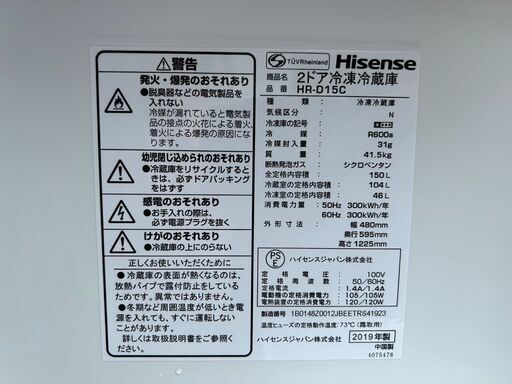 警告
発火・爆発のおそれあり
●脱臭器などの電気製品を入れない
冷媒が漏れていると電気製品の接点の火花による着火、爆発の原因になります。
幼児閉じ込められのおそれあり
●冷蔵庫をリサイクルするときは、必ずドアパッキングをはずす
感電のおそれあり
●お手入れの際は、必ず電源プラグを抜く
けがのおそれあり
●冷蔵庫の上にのらない
正しくお使いいただくために
●冷蔵庫の表面が熱くなるのは、放熱パイプで露付き防止をしているためです。異常ではありません。
●冬期など周囲温度が低いときは、すぐに運転しないことがあります。
詳しくは取扱説明書をご参照ください。
TÜVRheinland
Hisense
商品名 2ドア冷凍冷蔵庫
品番 HR-D15C
種類: 冷凍冷蔵庫
気候区分: N
冷凍庫の記号:
冷媒: R600a
冷媒封入量: 31g
質量: 41.5kg
断熱発泡ガス: シクロペンタン
全定格内容積: 150L
冷蔵室の定格内容積: 104L
冷凍室の定格内容積: 46L
消費電力量: 50Hz 300kWh/年
60Hz 300kWh/年
外形寸法: 幅480mm
奥行595mm
高さ1225mm
PSE
ハイセンスジャパン株式会社
定格電圧: 100V
定格周波数: 50/60Hz
定格電流: 1.4A/1.4A
電動機の定格消費電力: 105/105W
電熱装置の定格消費電力: 120/120W
製造番号 1B0148Z0012JBEETRS41923
温度ヒューズの定格動作温度: 73℃(霜取用)
ハイセンスジャパン株式会社
2019年製
中国製
4075478